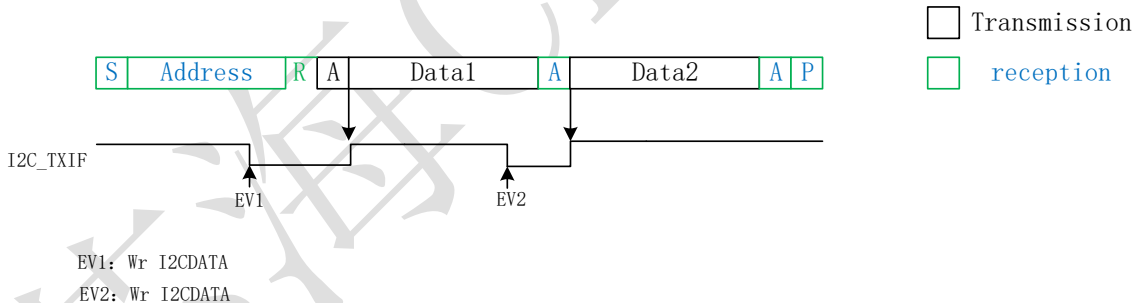 Transmission
S Address R A Data1 A Data2 A P
reception
I2C_TXIF
EV1 EV2
EV1: Wr I2CDATA
EV2: Wr I2CDATA